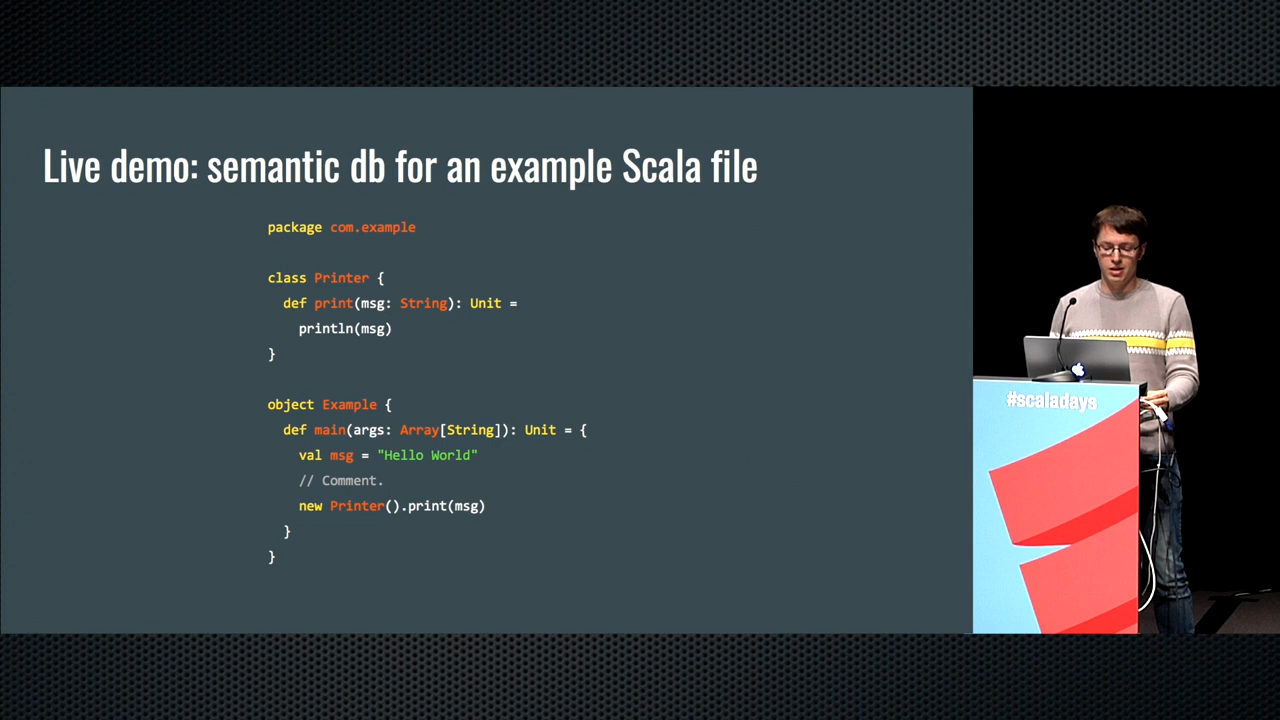 Live demo: semantic db for an example Scala file
package com.example
class Printer {
  def print(msg: String): Unit =
    println(msg)
}
object Example {
  def main(args: Array[String]): Unit = {
    val msg = "Hello World"
    // Comment.
    new Printer().print(msg)
  }
}
#scaladays